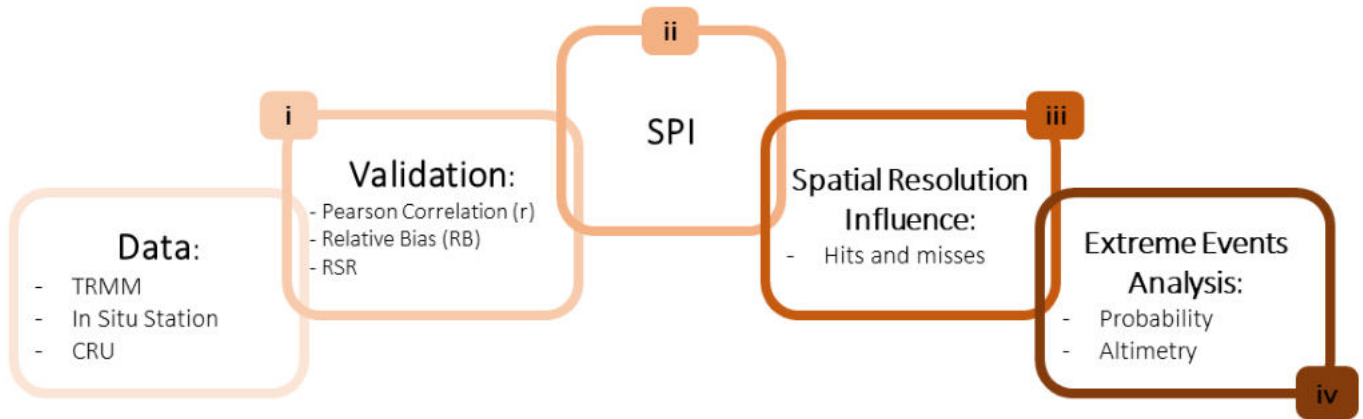 Data:
- TRMM
- In Situ Station
- CRU
i
Validation:
- Pearson Correlation (r)
- Relative Bias (RB)
- RSR
ii
SPI
iii
Spatial Resolution
Influence:
- Hits and misses
Extreme Events
Analysis:
- Probability
- Altimetry
iv